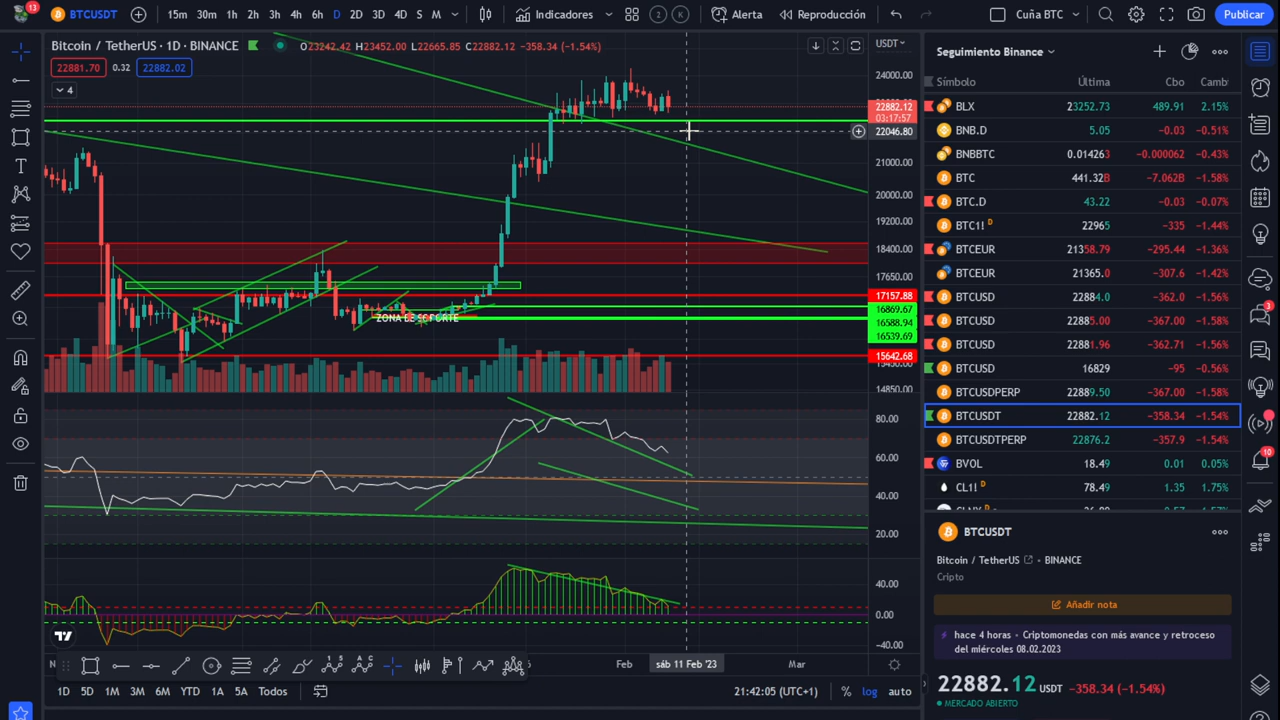 13
BTCUSDT
15m 30m 1h 2h 3h 4h 6h D 2D 3D 4D S M
Indicadores
2 K
Alerta
Reproducción
Cuña BTC
Publicar
Bitcoin / TetherUS · 1D · BINANCE
O23242.42 H23452.00 L22665.85 C22882.12 −358.34 (−1.54%)
22881.70 0.32 22882.02
4
USDT
24000.00
22882.12
03:17:57
22046.80
21000.00
20000.00
19200.00
18400.00
17650.00
17157.88
16869.67
16588.94
16539.69
15642.68
14850.00
ZONA DE SOPORTE
80.00
60.00
40.00
20.00
40.00
0.00
−40.00
Feb
sáb 11 Feb '23
Mar
1D 5D 1M 3M 6M YTD 1A 5A Todos
21:42:05 (UTC+1)
% log auto
Seguimiento Binance
Símbolo Última Cbo Camb
BLX 23252.73 489.91 2.15%
BNB.D 5.05 −0.03 −0.51%
BNBBTC 0.014263 −0.000062 −0.43%
BTC 441.32B −7.062B −1.58%
BTC.D 43.22 −0.03 −0.07%
BTC1! D 22965 −335 −1.44%
BTCEUR 21358.79 −295.44 −1.36%
BTCEUR 21365.0 −307.6 −1.42%
BTCUSD 22884.0 −362.0 −1.56%
BTCUSD 22885.00 −367.00 −1.58%
BTCUSD 22881.96 −363.71 −1.56%
BTCUSD 16829 −95 −0.56%
BTCUSDPERP 22889.50 −367.00 −1.58%
BTCUSDT 22882.12 −358.34 −1.54%
BTCUSDTPERP 22876.2 −357.9 −1.54%
BVOL 18.49 0.01 0.05%
CL1! D 78.49 1.35 1.75%
BTCUSDT
Bitcoin / TetherUS · BINANCE
Cripto
Añadir nota
hace 4 horas · Criptomonedas con más avance y retroceso
del miércoles 08.02.2023
22882.12 USDT −358.34 (−1.54%)
MERCADO ABIERTO
3
10